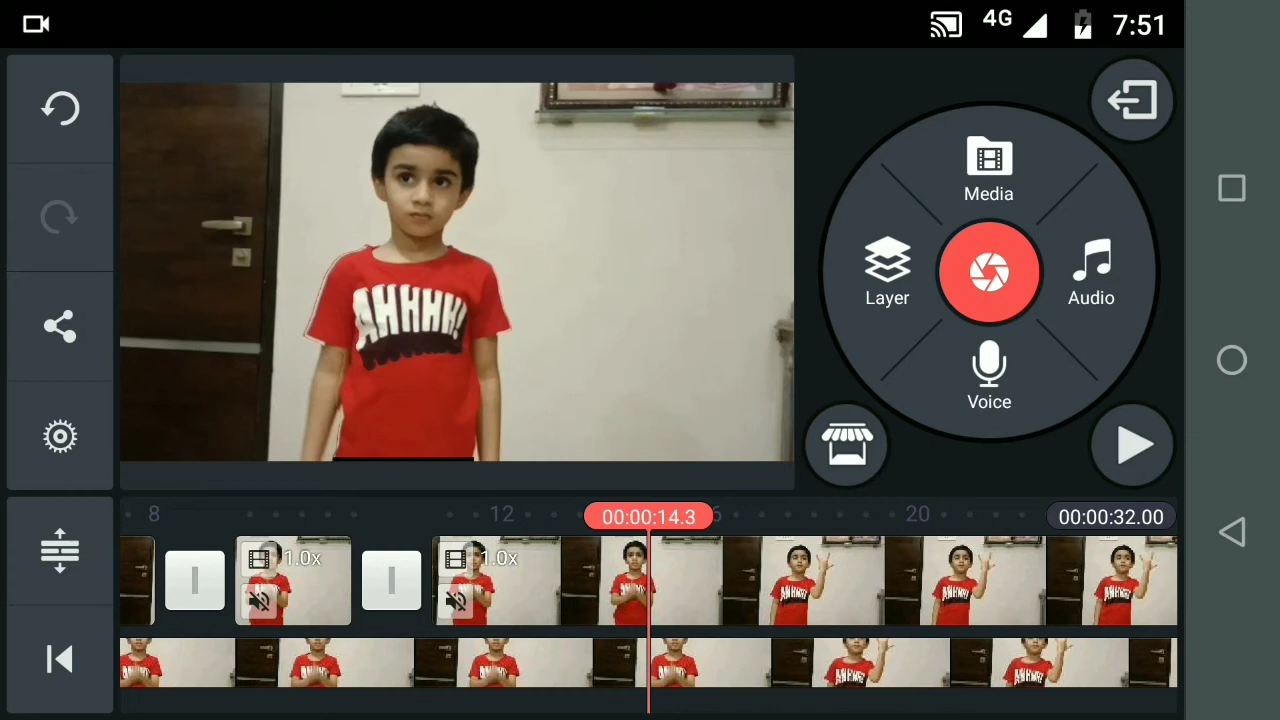 4G 7:51
Media
Layer
Audio
Voice
AHHHH!
8
12
00:00:14.3
6
20
00:00:32.00
1.0x
1.0x